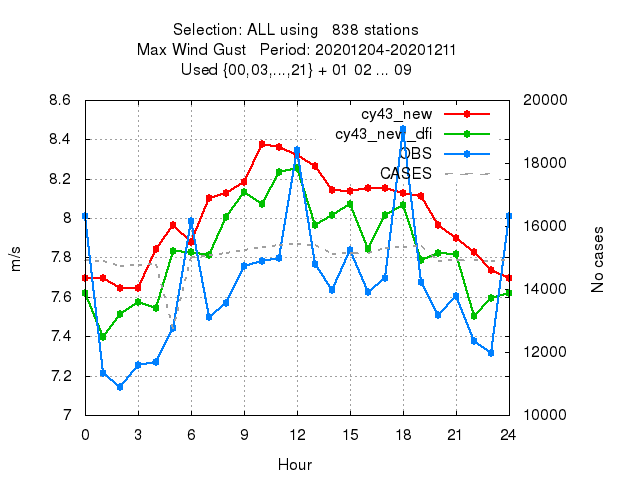 Selection: ALL using   838 stations
Max Wind Gust   Period: 20201204-20201211
Used {00,03,...,21} + 01 02 ... 09
8.6
8.4
8.2
8
7.8
7.6
7.4
7.2
7
m/s
20000
18000
16000
14000
12000
10000
No cases
cy43_new
cy43_new_dfi
OBS
CASES
0 3 6 9 12 15 18 21 24
Hour